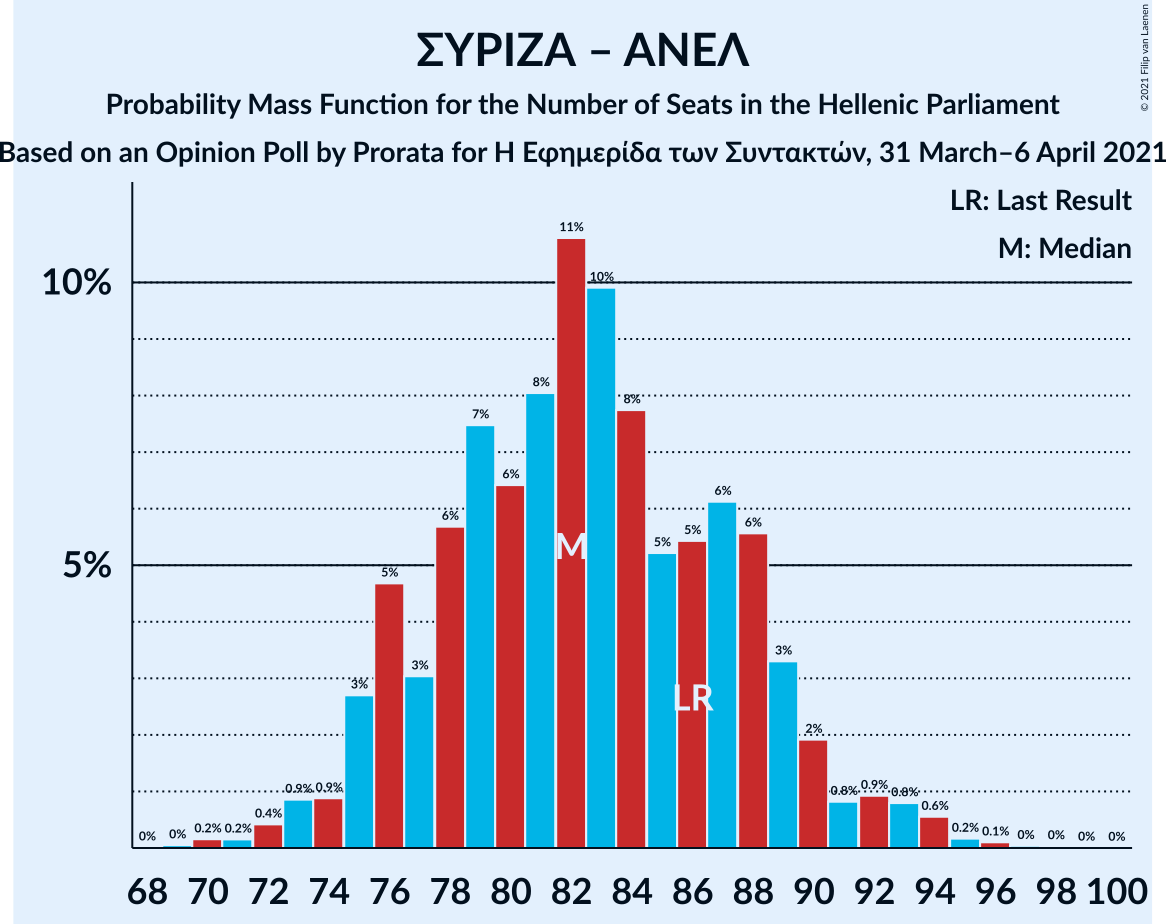 ΣΥΡΙΖΑ – ΑΝΕΛ
Probability Mass Function for the Number of Seats in the Hellenic Parliament
Based on an Opinion Poll by Prorata for Η Εφημερίδα των Συντακτών, 31 March–6 April 2021
© 2021 Filip van Laenen
LR: Last Result
M: Median
10%
5%
0% 0% 0.2% 0.2% 0.4% 0.9% 0.9% 3% 5% 3% 6% 7% 6% 8% 11% 10% 8% 5% 5% 6% 6% 3% 2% 0.8% 0.9% 0.8% 0.6% 0.2% 0.1% 0% 0% 0% 0%
M
LR
68 70 72 74 76 78 80 82 84 86 88 90 92 94 96 98 100